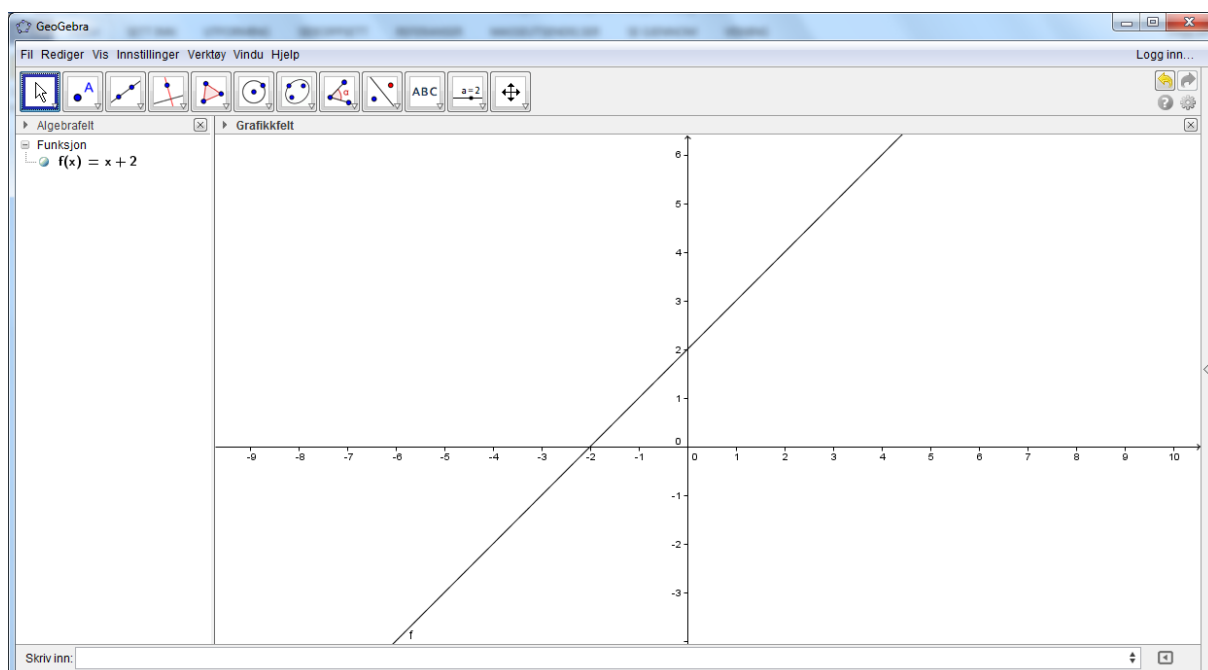 GeoGebra
Fil Rediger Vis Innstillinger Verktøy Vindu Hjelp Logg inn...
A α ABC a=2
Algebrafelt Grafikkfelt
Funksjon
f(x) = x + 2
6
5
4
3
2
1
0
-9 -8 -7 -6 -5 -4 -3 -2 -1 0 1 2 3 4 5 6 7 8 9 10
-1
-2
-3
f
Skriv inn: